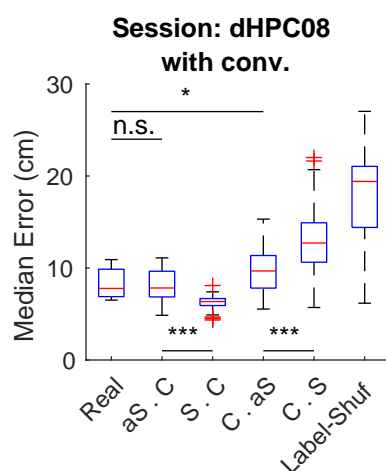 Session: dHPC08
with conv.
Median Error (cm)
30
20
10
0
*
n.s.
***
***
Real
aS . C
S . C
C . aS
C . S
Label-Shuf